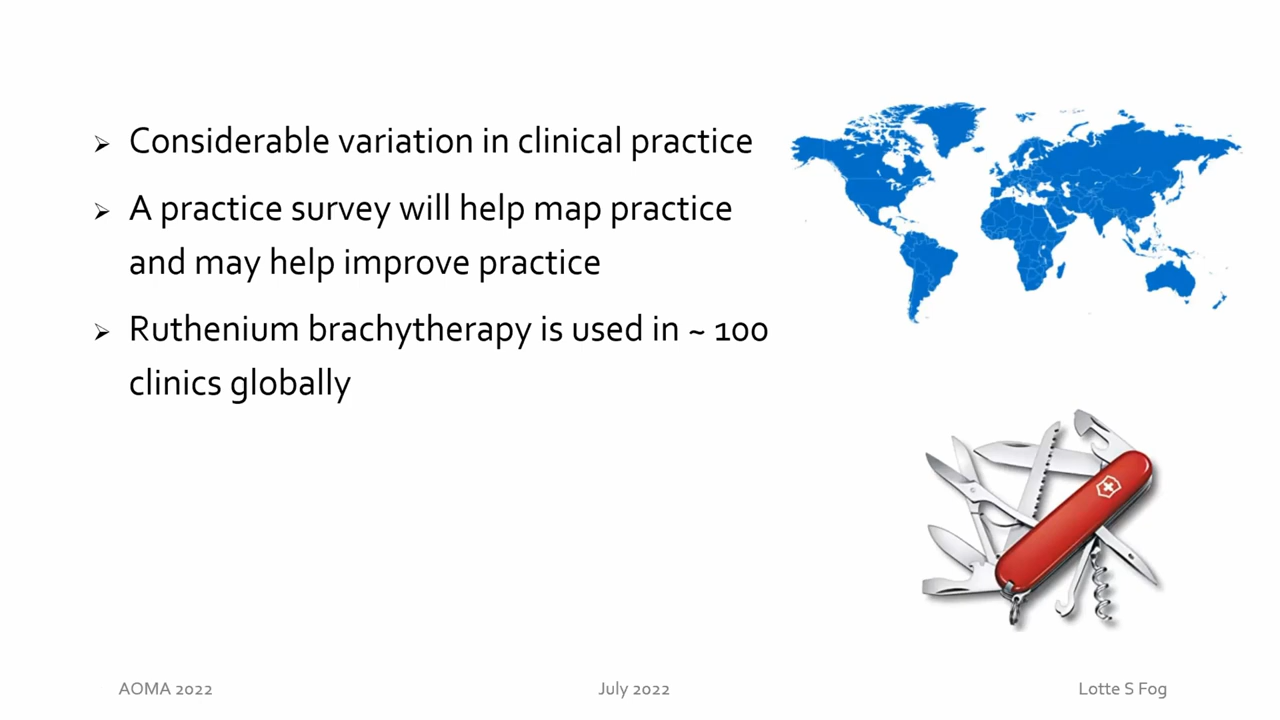 Considerable variation in clinical practice
A practice survey will help map practice
and may help improve practice
Ruthenium brachytherapy is used in ~ 100
clinics globally
AOMA 2022
July 2022
Lotte S Fog